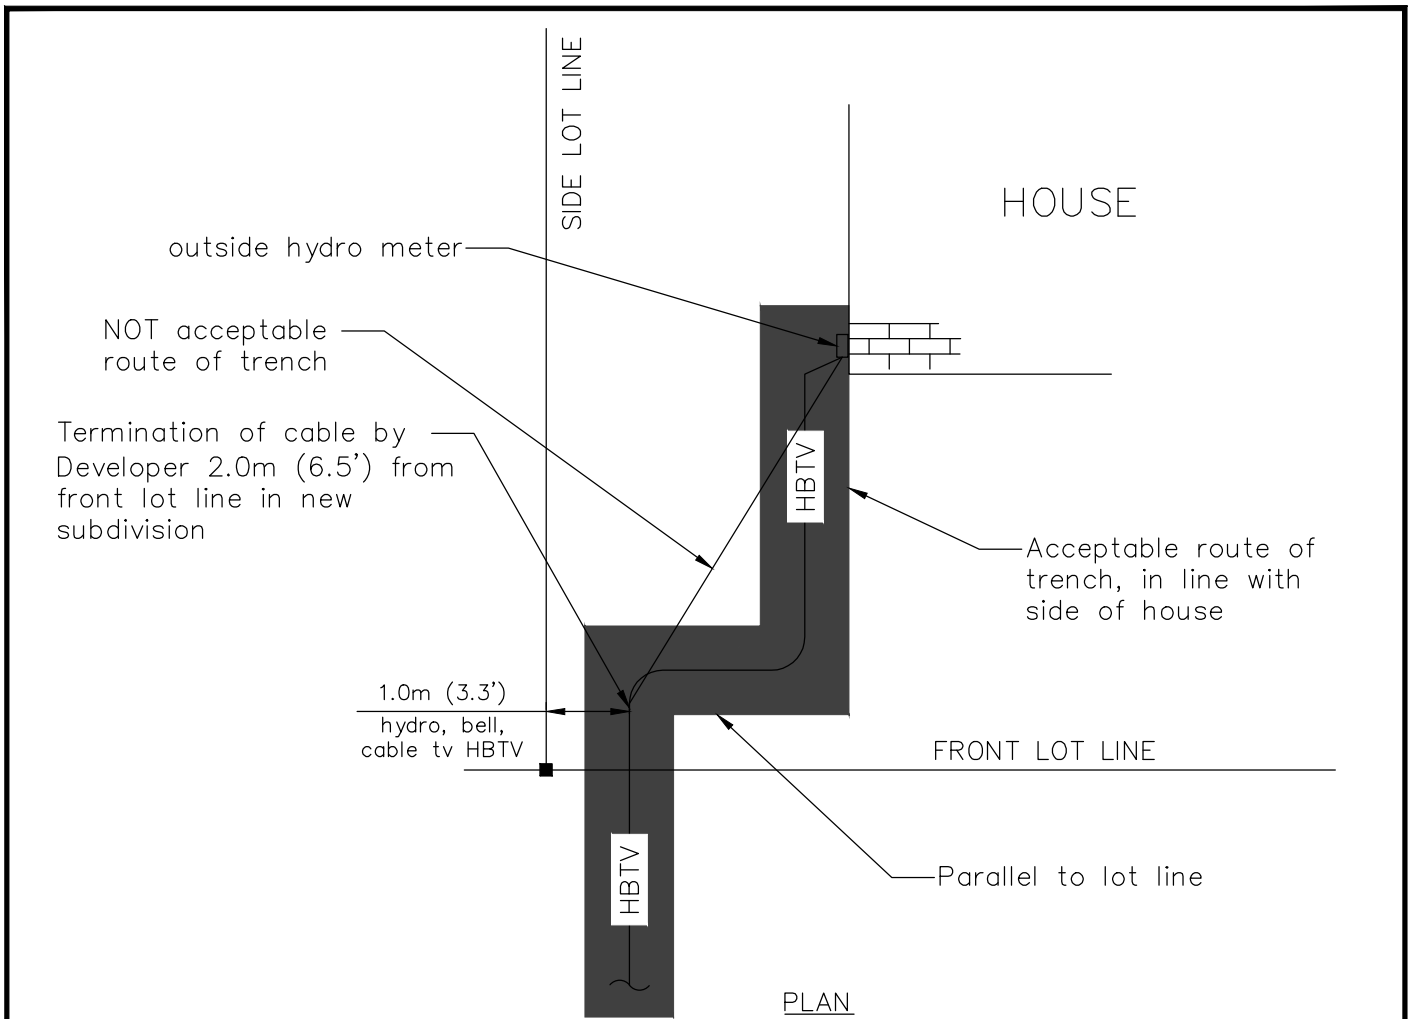 SIDE LOT LINE
HOUSE
outside hydro meter
NOT acceptable
route of trench
Termination of cable by
Developer 2.0m (6.5') from
front lot line in new
subdivision
HBTV
Acceptable route of
trench, in line with
side of house
1.0m (3.3')
hydro, bell,
cable tv HBTV
FRONT LOT LINE
HBTV
Parallel to lot line
PLAN